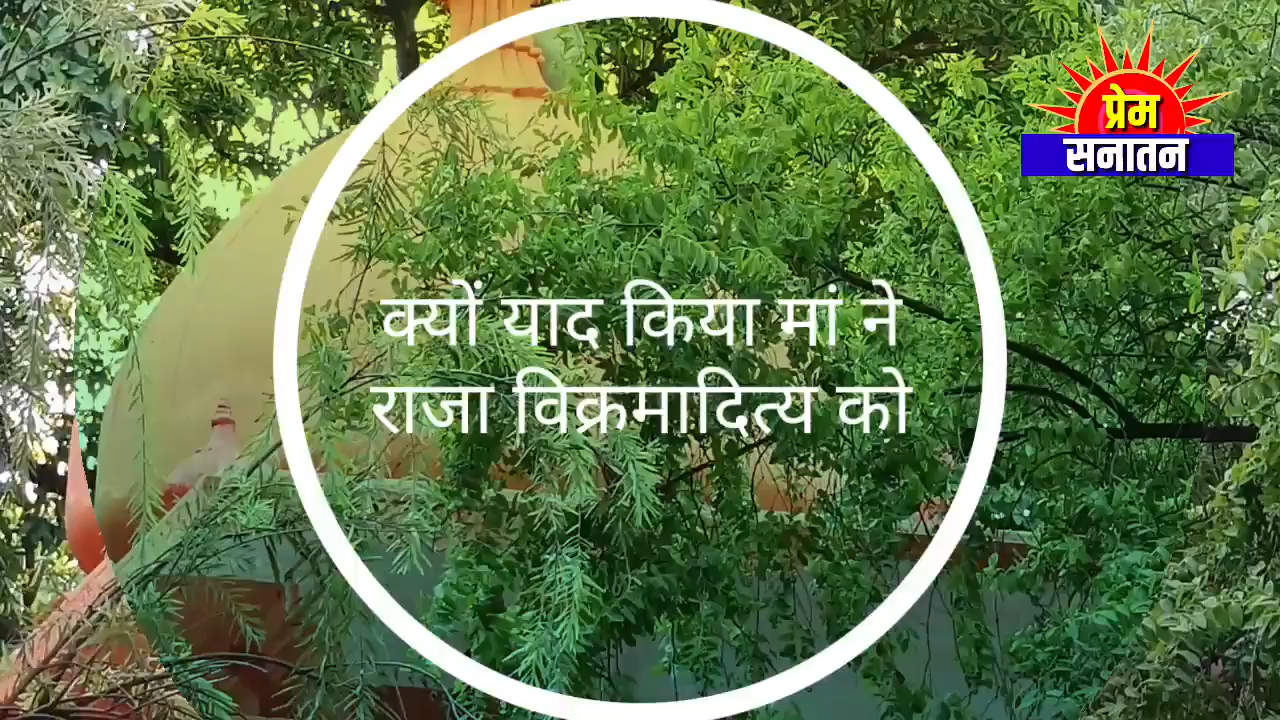 प्रेम
सनातन
क्यों याद किया मां ने
राजा विक्रमादित्य को